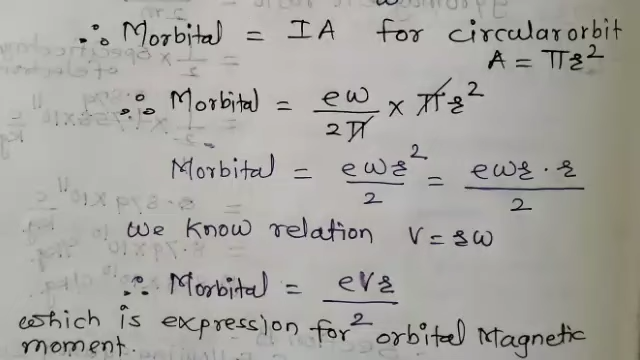 ∴ Morbital = IA for circular orbit
A = πr²
∴ Morbital = eω/2π × πr²
Morbital = eωr²/2 = eωr·r/2
we know relation V = rω
∴ Morbital = eVr/2
which is expression for orbital Magnetic
moment.